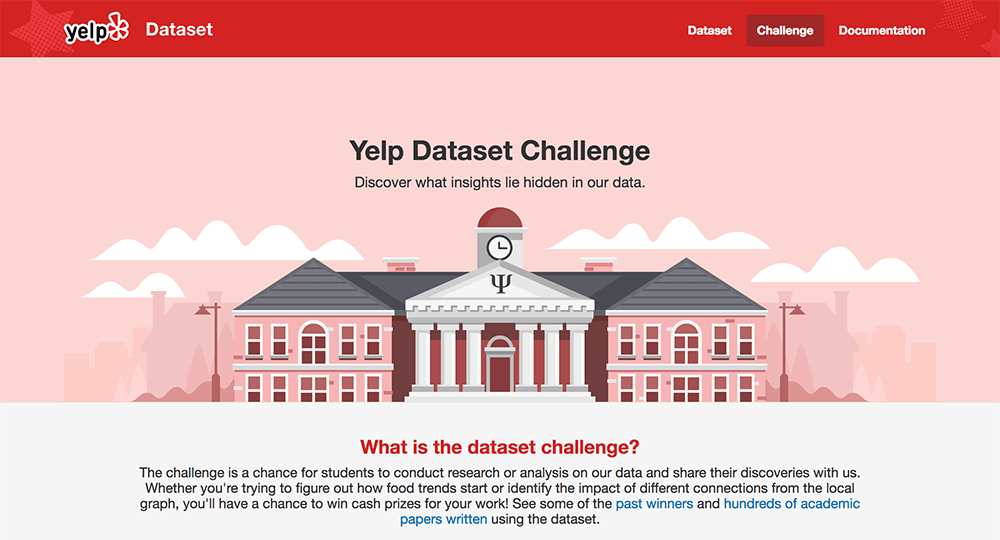 yelp Dataset
Dataset Challenge Documentation
Yelp Dataset Challenge
Discover what insights lie hidden in our data.
Ψ
What is the dataset challenge?
The challenge is a chance for students to conduct research or analysis on our data and share their discoveries with us.
Whether you're trying to figure out how food trends start or identify the impact of different connections from the local
graph, you'll have a chance to win cash prizes for your work! See some of the past winners and hundreds of academic
papers written using the dataset.